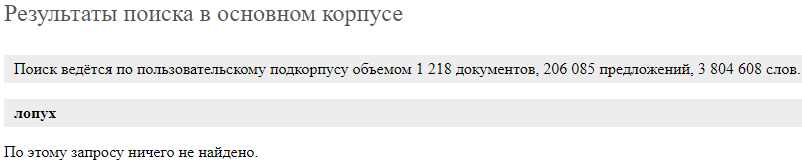 Результаты поиска в основном корпусе
Поиск ведётся по пользовательскому подкорпусу объемом 1 218 документов, 206 085 предложений, 3 804 608 слов.
лопух
По этому запросу ничего не найдено.